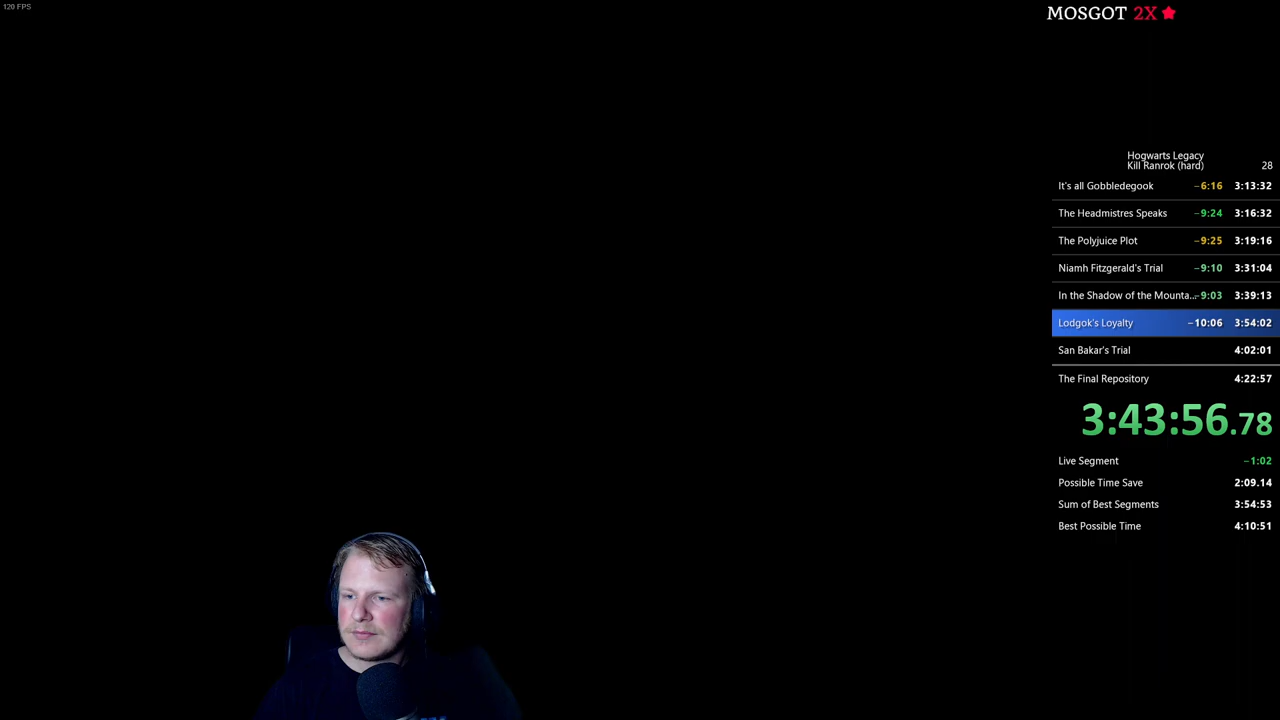 120 FPS
MOSGOT 2X
Hogwarts Legacy
Kill Ranrok (hard) 28
It's all Gobbledegook −6:16 3:13:32
The Headmistres Speaks −9:24 3:16:32
The Polyjuice Plot −9:25 3:19:16
Niamh Fitzgerald's Trial −9:10 3:31:04
In the Shadow of the Mounta... −9:03 3:39:13
Lodgok's Loyalty −10:06 3:54:02
San Bakar's Trial 4:02:01
The Final Repository 4:22:57
3:43:56.78
Live Segment −1:02
Possible Time Save 2:09.14
Sum of Best Segments 3:54:53
Best Possible Time 4:10:51